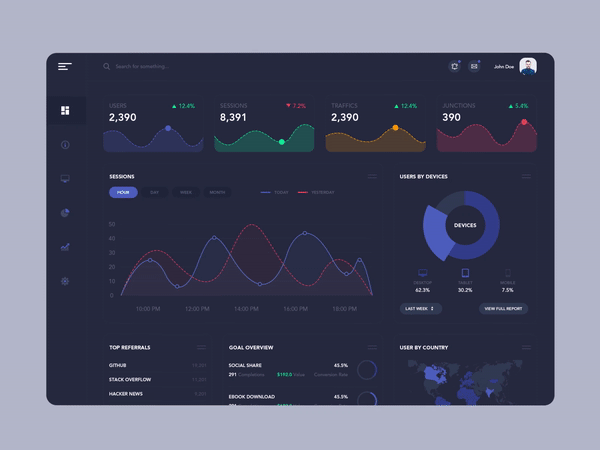 Search for something
John Doe
USERS ▲ 12.4%
2,390
SESSIONS ▼ 7.2%
8,391
TRAFFICS ▲ 12.4%
2,390
JUNCTIONS ▲ 5.4%
390
SESSIONS
HOUR DAY WEEK MONTH TODAY YESTERDAY
50
40
30
20
10
0
10:00 PM 12:00 PM 14:00 PM 16:00 PM 18:00 PM
USERS BY DEVICES
DEVICES
DESKTOP TABLET MOBILE
62.3% 30.2% 7.5%
LAST WEEK VIEW FULL REPORT
TOP REFERRALS
GITHUB
STACK OVERFLOW
HACKER NEWS
GOAL OVERVIEW
SOCIAL SHARE 45.5%
291 Completions $192.0 Value Conversion Rate
EBOOK DOWNLOAD 45.5%
USER BY COUNTRY